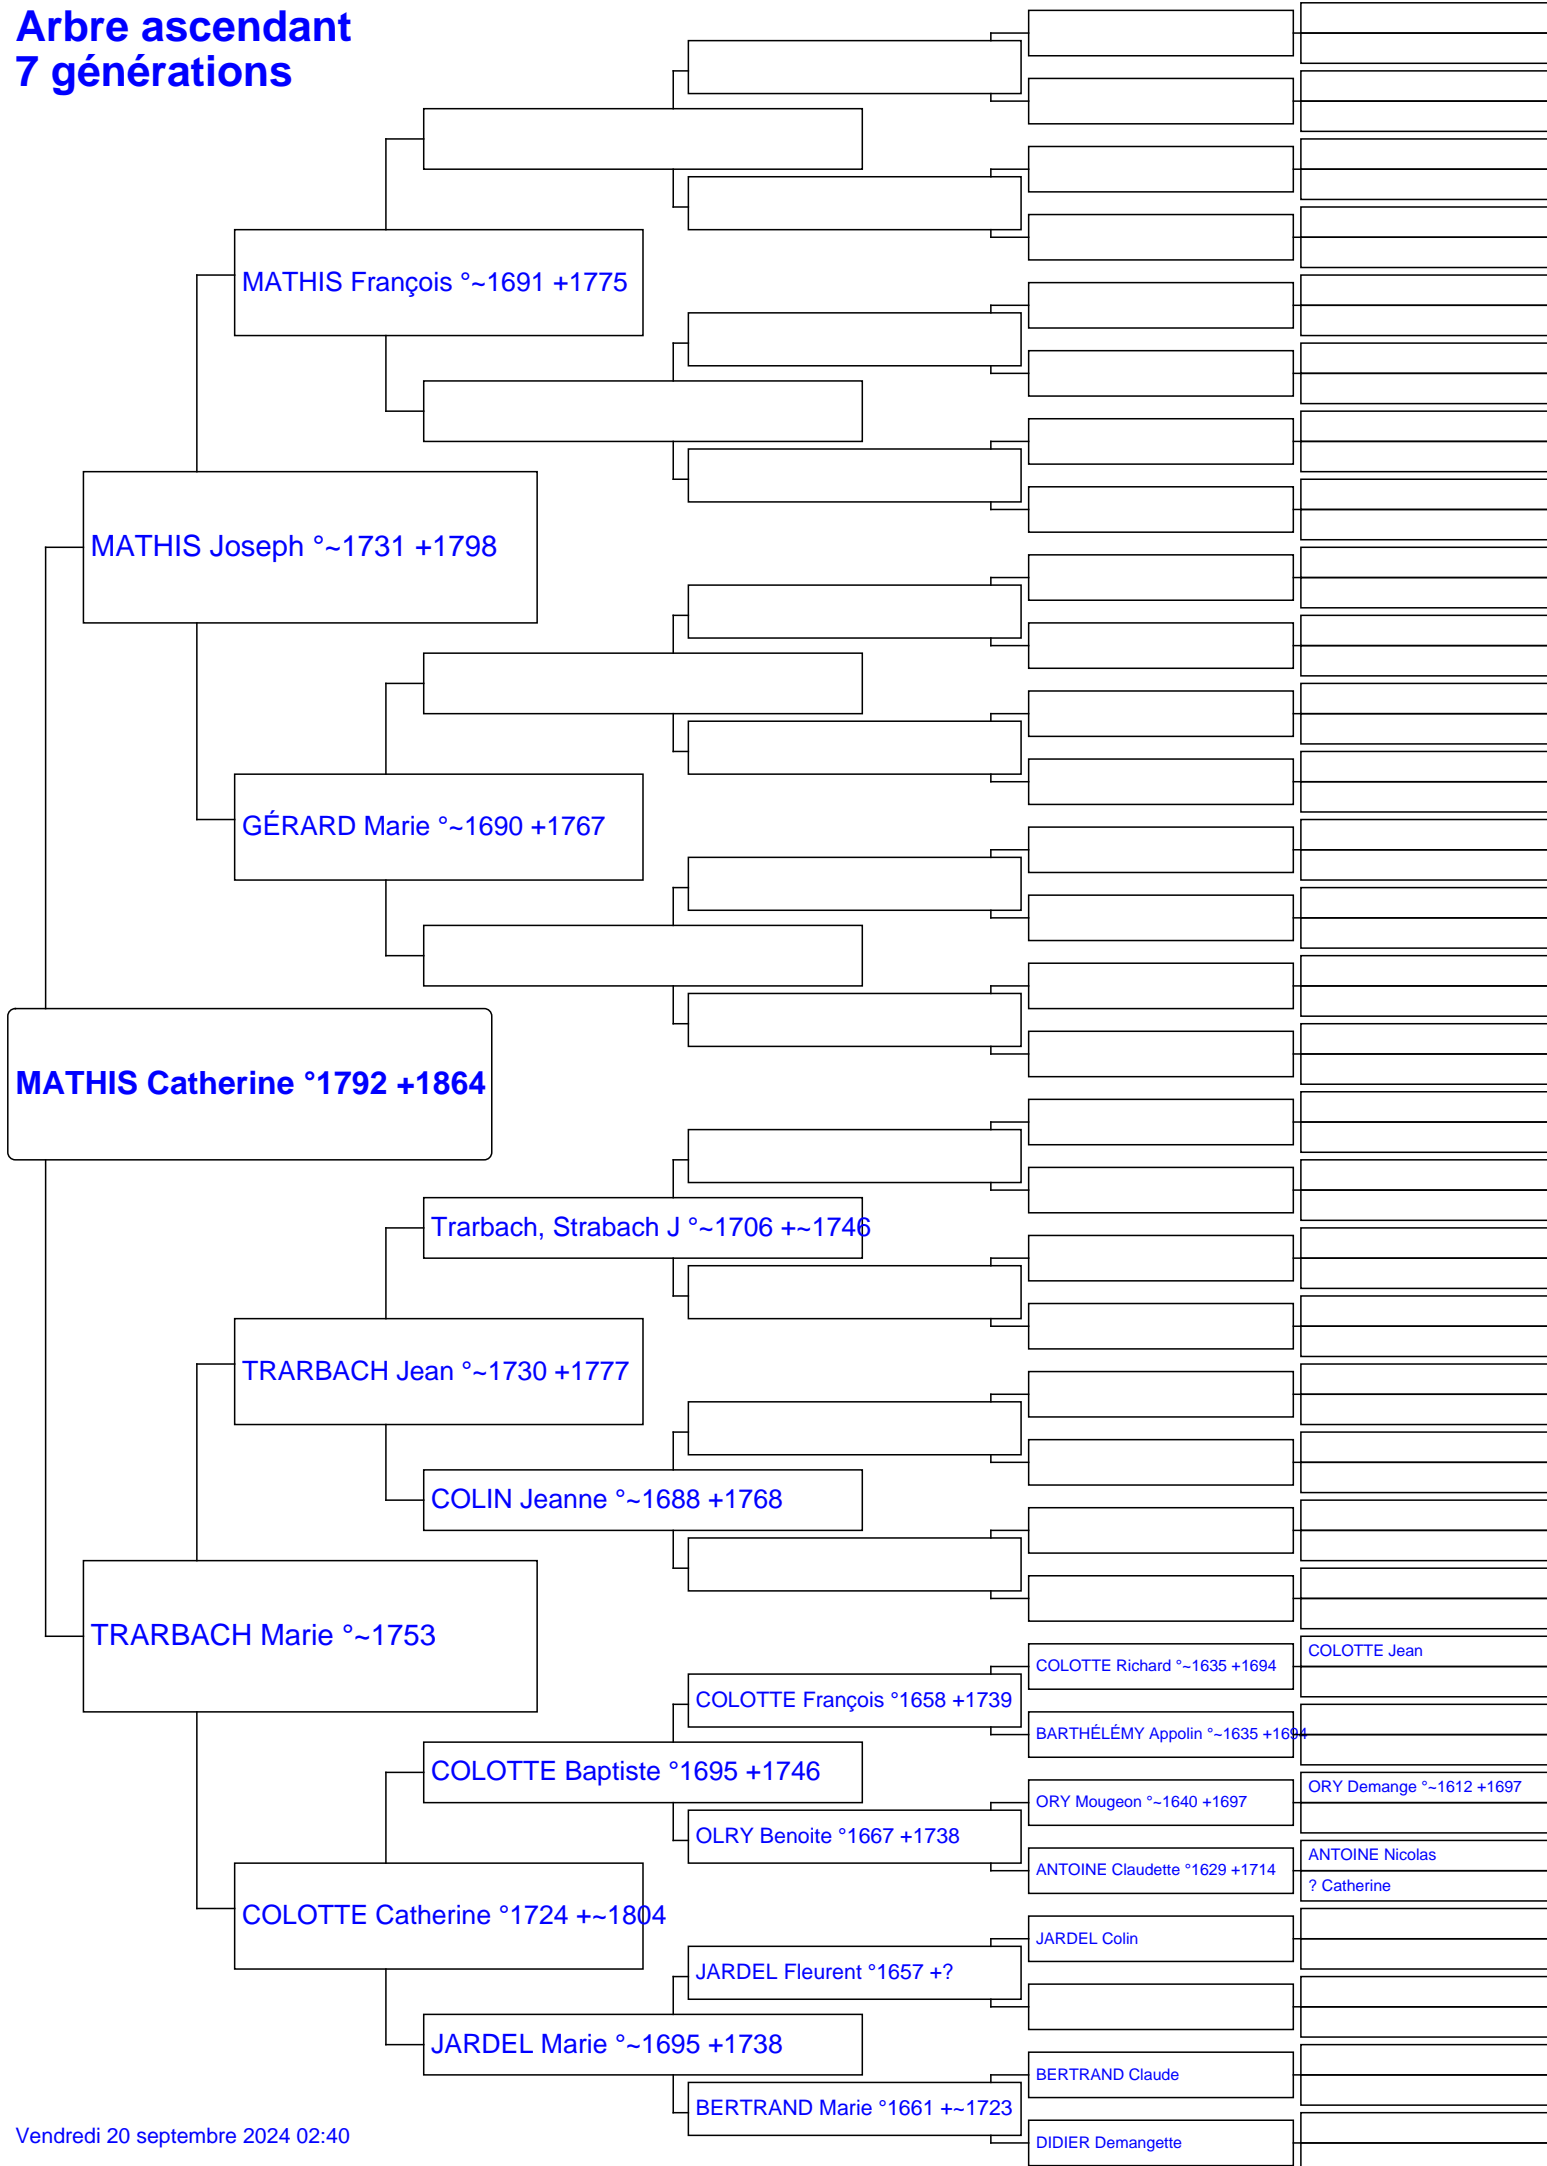 Arbre ascendant
7 générations
MATHIS François °~1691 +1775
MATHIS Joseph °~1731 +1798
GÉRARD Marie °~1690 +1767
MATHIS Catherine °1792 +1864
Trarbach, Strabach J °~1706 +~1746
TRARBACH Jean °~1730 +1777
COLIN Jeanne °~1688 +1768
TRARBACH Marie °~1753
COLOTTE Jean
COLOTTE Richard °~1635 +1694
COLOTTE François °1658 +1739
BARTHÉLÉMY Appolin °~1635 +1694
COLOTTE Baptiste °1695 +1746
ORY Demange °~1612 +1697
ORY Mougeon °~1640 +1697
OLRY Benoite °1667 +1738
ANTOINE Nicolas
ANTOINE Claudette °1629 +1714
? Catherine
COLOTTE Catherine °1724 +~1804
JARDEL Colin
JARDEL Fleurent °1657 +?
JARDEL Marie °~1695 +1738
BERTRAND Claude
BERTRAND Marie °1661 +~1723
DIDIER Demangette
Vendredi 20 septembre 2024 02:40